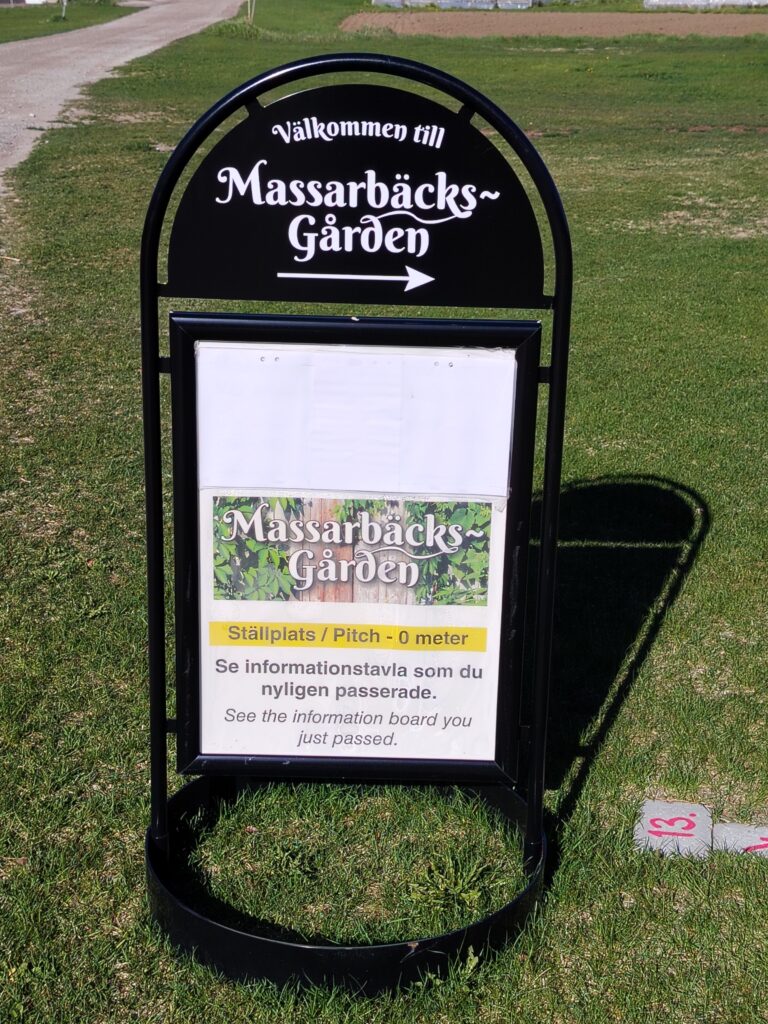 Välkommen till
Massarbäcks~
Gården
Massarbäcks~
Gården
Ställplats / Pitch - 0 meter
Se informationstavla som du
nyligen passerade.
See the information board you
just passed.
13.